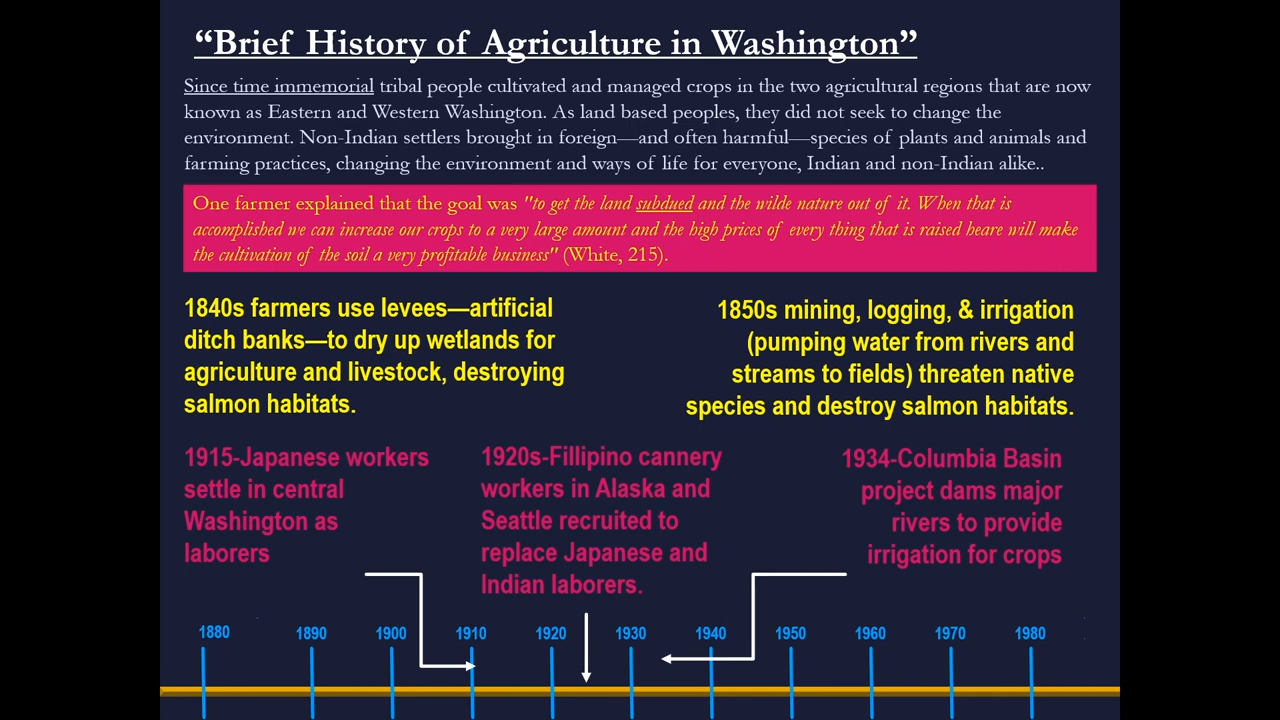 “Brief History of Agriculture in Washington”
Since time immemorial tribal people cultivated and managed crops in the two agricultural regions that are now
known as Eastern and Western Washington. As land based peoples, they did not seek to change the
environment. Non-Indian settlers brought in foreign—and often harmful—species of plants and animals and
farming practices, changing the environment and ways of life for everyone, Indian and non-Indian alike..
One farmer explained that the goal was "to get the land subdued and the wilde nature out of it. When that is
accomplished we can increase our crops to a very large amount and the high prices of every thing that is raised heare will make
the cultivation of the soil a very profitable business" (White, 215).
1840s farmers use levees—artificial
ditch banks—to dry up wetlands for
agriculture and livestock, destroying
salmon habitats.
1850s mining, logging, & irrigation
(pumping water from rivers and
streams to fields) threaten native
species and destroy salmon habitats.
1915-Japanese workers
settle in central
Washington as
laborers
1920s-Fillipino cannery
workers in Alaska and
Seattle recruited to
replace Japanese and
Indian laborers.
1934-Columbia Basin
project dams major
rivers to provide
irrigation for crops
1880 1890 1900 1910 1920 1930 1940 1950 1960 1970 1980